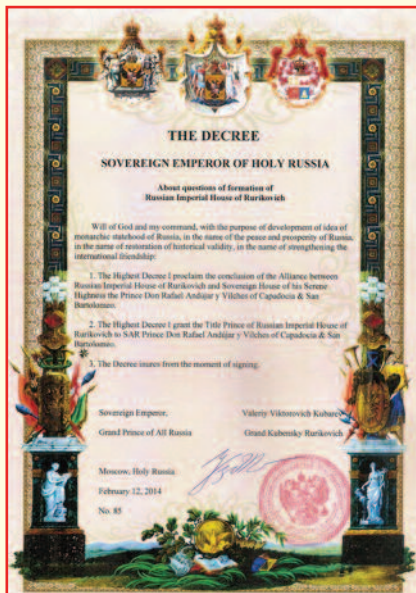 THE DECREE
SOVEREIGN EMPEROR OF HOLY RUSSIA
About questions of formation of
Russian Imperial House of Rurikovich
Will of God and my command, with the purpose of development of idea of
monarchic statehood of Russia, in the name of the peace and prosperity of Russia,
in the name of restoration of historical validity, in the name of strengthening the
international friendship:
1. The Highest Decree I proclaim the conclusion of the Alliance between
Russian Imperial House of Rurikovich and Sovereign House of his Serene
Highness the Prince Don Rafael Andújar y Vilches of Capadocia & San
Bartolomeo.
2. The Highest Decree I grant the Title Prince of Russian Imperial House of
Rurikovich to SAR Prince Don Rafael Andújar y Vilches of Capadocia & San
Bartolomeo.
3. The Decree inures from the moment of signing.
Sovereign Emperor,
Valeriy Viktorovich Kubarev
Grand Prince of All Russia
Grand Kubensky Rurikovich
Moscow, Holy Russia
February 12, 2014
No. 85